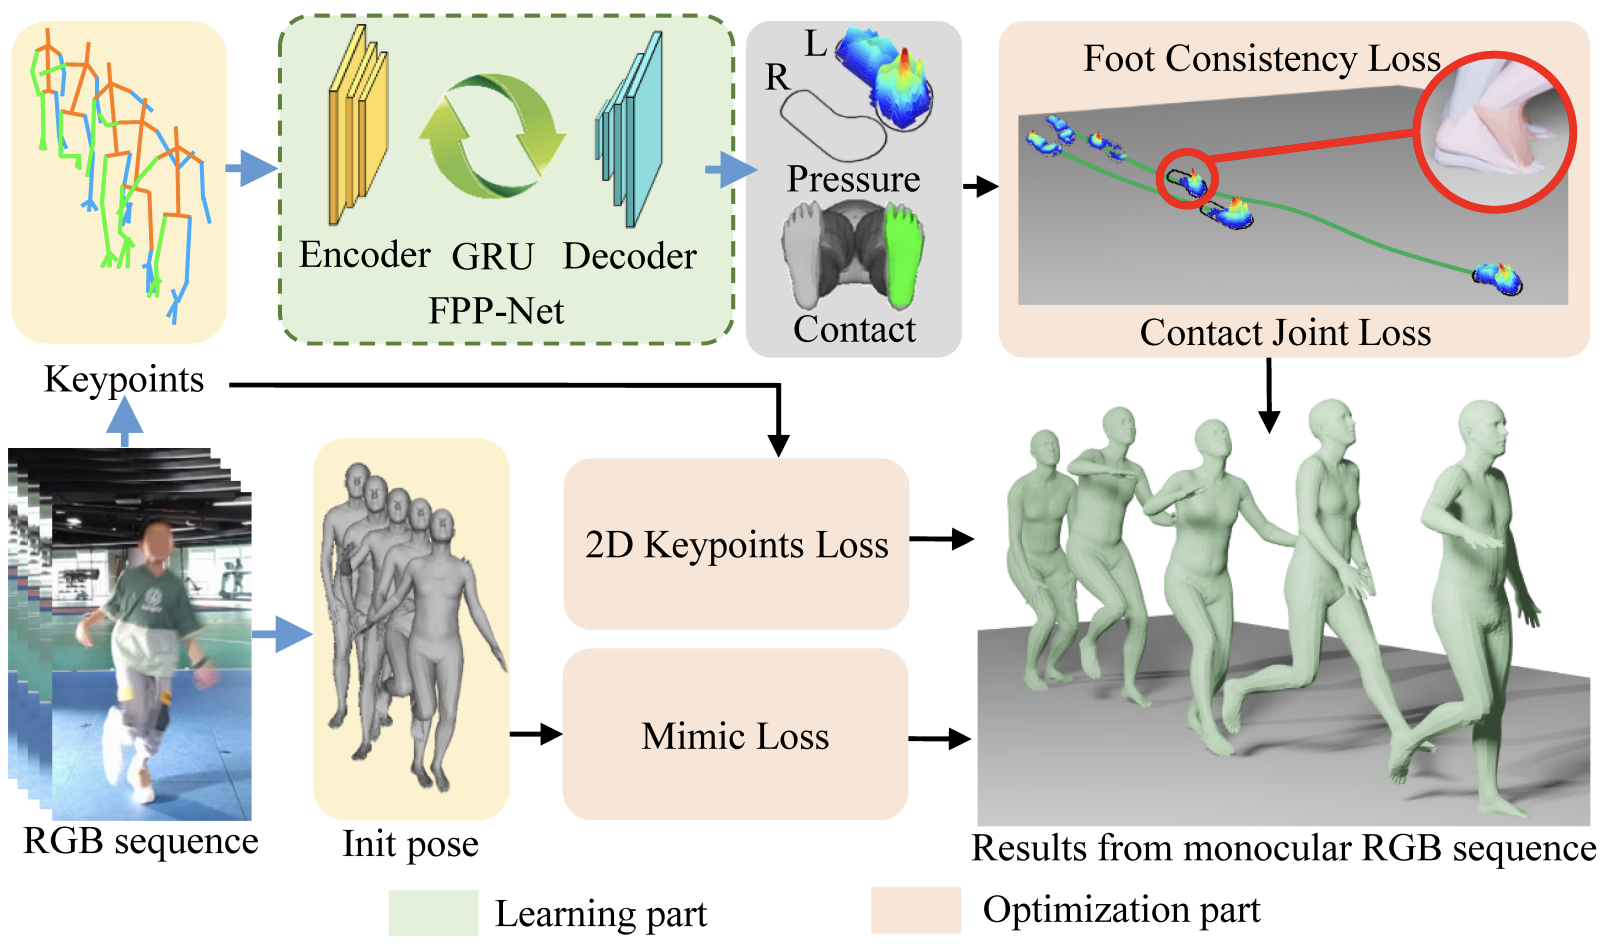 L
R
Pressure
Contact
Encoder
GRU
Decoder
FPP-Net
Foot Consistency Loss
Contact Joint Loss
Keypoints
2D Keypoints Loss
Mimic Loss
RGB sequence
Init pose
Results from monocular RGB sequence
Learning part
Optimization part